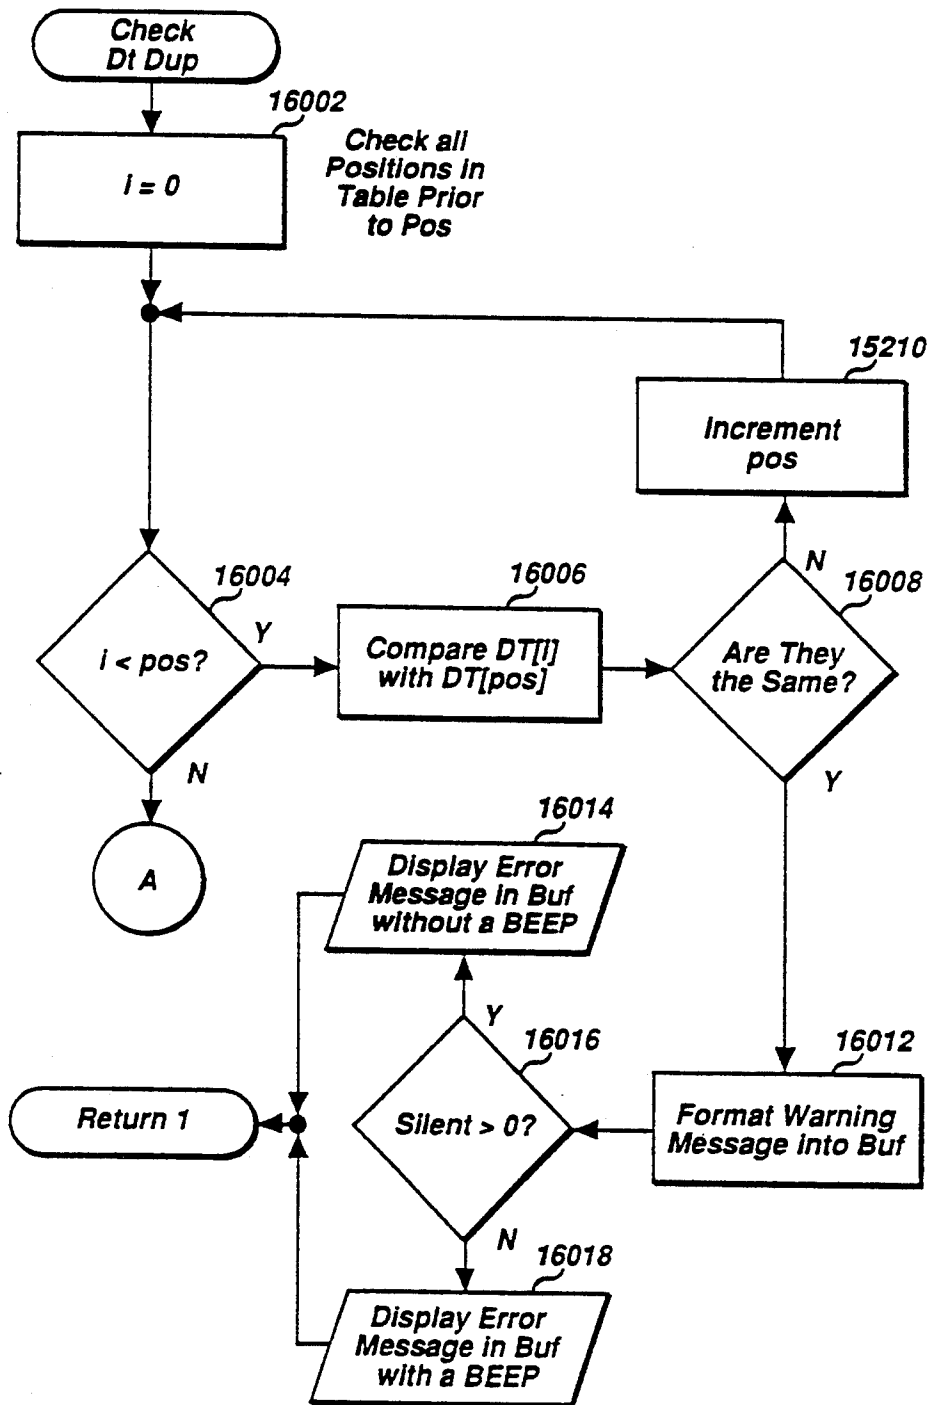 Check
Dt Dup
16002
i = 0
Check all
Positions in
Table Prior
to Pos
15210
Increment
pos
16004
i < pos?
Y
N
A
16006
Compare DT[i]
with DT[pos]
16008
Are They
the Same?
N
Y
16014
Display Error
Message in Buf
without a BEEP
Y
16016
Silent > 0?
N
16012
Format Warning
Message into Buf
Return 1
16018
Display Error
Message in Buf
with a BEEP